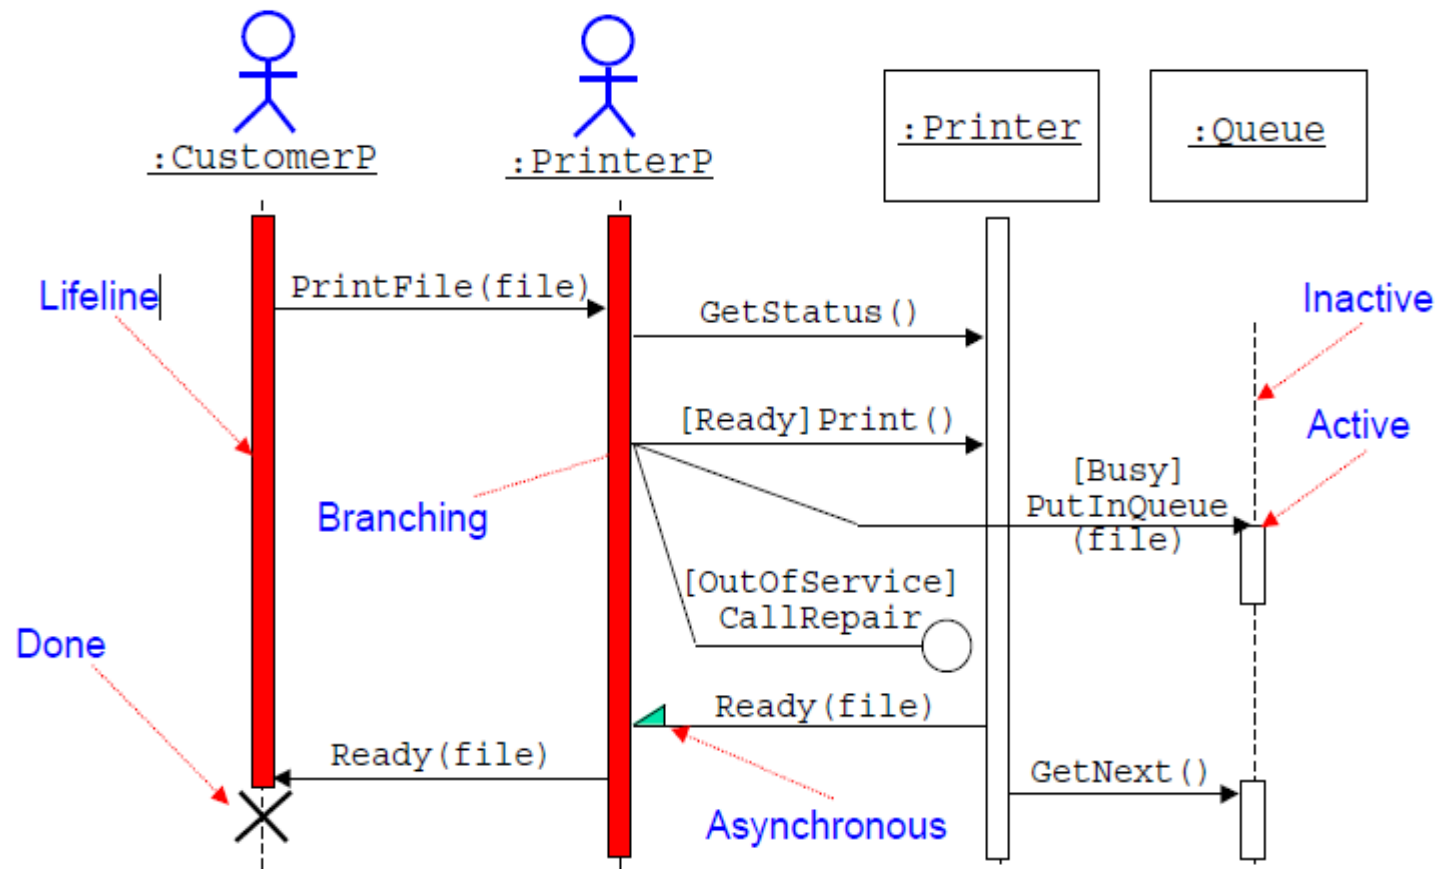 :CustomerP
:PrinterP
:Printer
:Queue
Lifeline
PrintFile(file)
GetStatus()
Inactive
[Ready]Print()
Active
Branching
[Busy]
PutInQueue
(file)
[OutOfService]
CallRepair
Done
Ready(file)
Ready(file)
GetNext()
Asynchronous